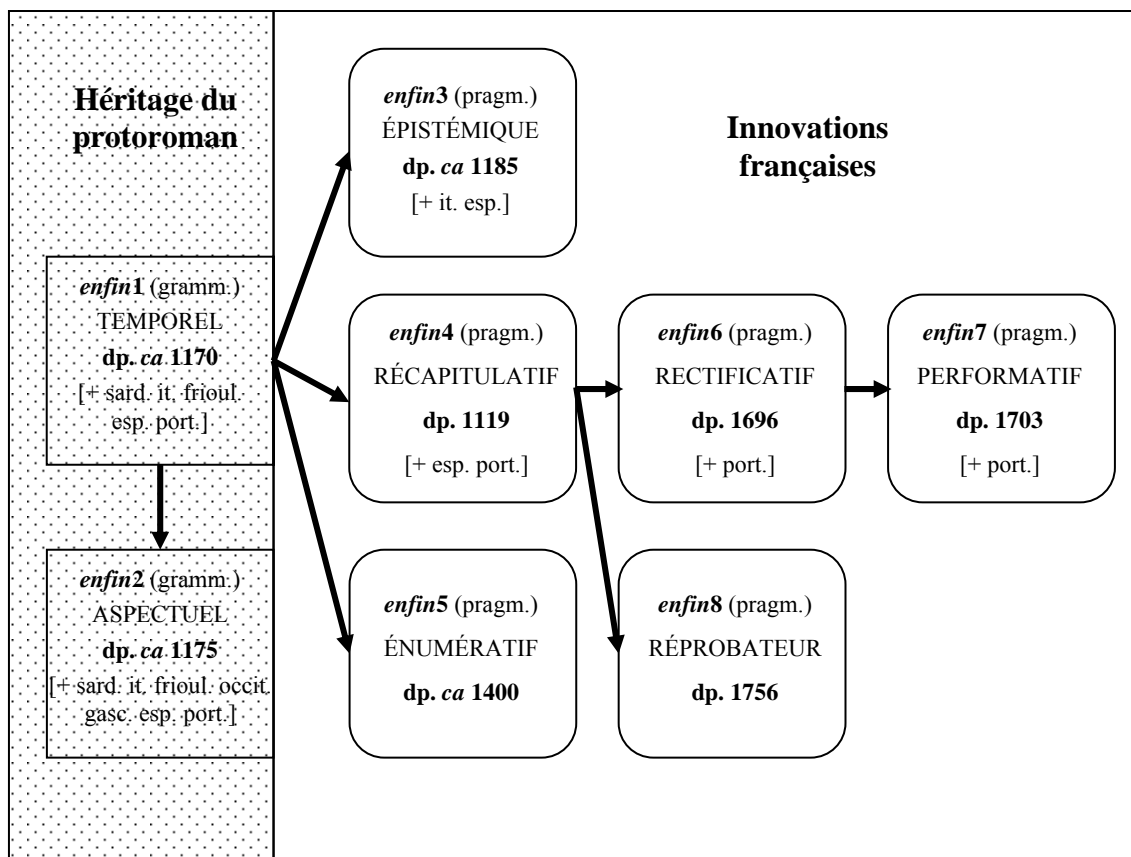 Héritage du
protoroman
enfin1 (gramm.)
TEMPOREL
dp. ca 1170
[+ sard. it. frioul.
esp. port.]
enfin2 (gramm.)
ASPECTUEL
dp. ca 1175
[+ sard. it. frioul. occit.
gasc. esp. port.]
Innovations
françaises
enfin3 (pragm.)
ÉPISTÉMIQUE
dp. ca 1185
[+ it. esp.]
enfin4 (pragm.)
RÉCAPITULATIF
dp. 1119
[+ esp. port.]
enfin6 (pragm.)
RECTIFICATIF
dp. 1696
[+ port.]
enfin7 (pragm.)
PERFORMATIF
dp. 1703
[+ port.]
enfin5 (pragm.)
ÉNUMÉRATIF
dp. ca 1400
enfin8 (pragm.)
RÉPROBATEUR
dp. 1756